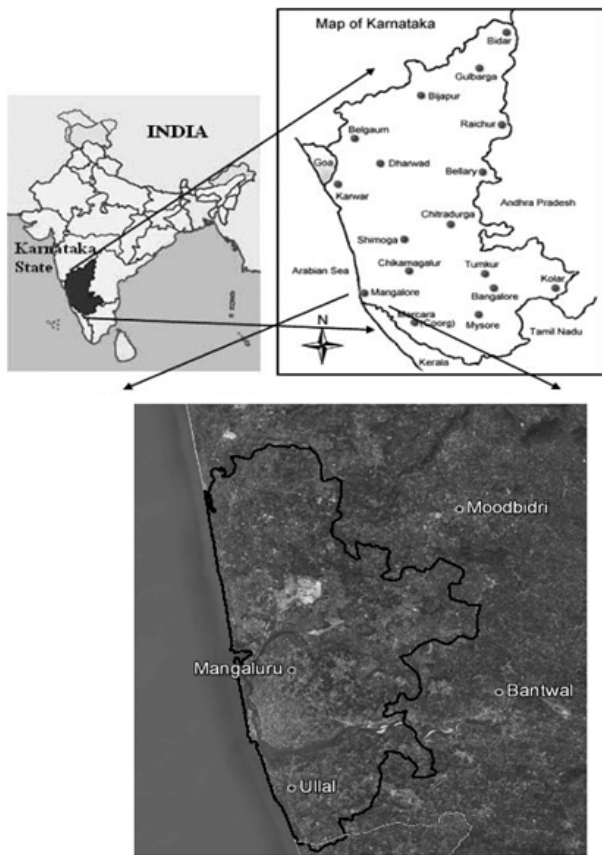 INDIA
Karnataka
State
Map of Karnataka
Bidar
Gulbarga
Bijapur
Raichur
Belgaum
Goa
Dharwad
Bellary
Karwar
Andhra Pradesh
Chitradurga
Shimoga
Arabian Sea
Chikamagalur
Tumkur
Kolar
Mangalore
Bangalore
N
Mercara
(Coorg)
Mysore
Tamil Nadu
Kerala
Moodbidri
Mangaluru
Bantwal
Ullal